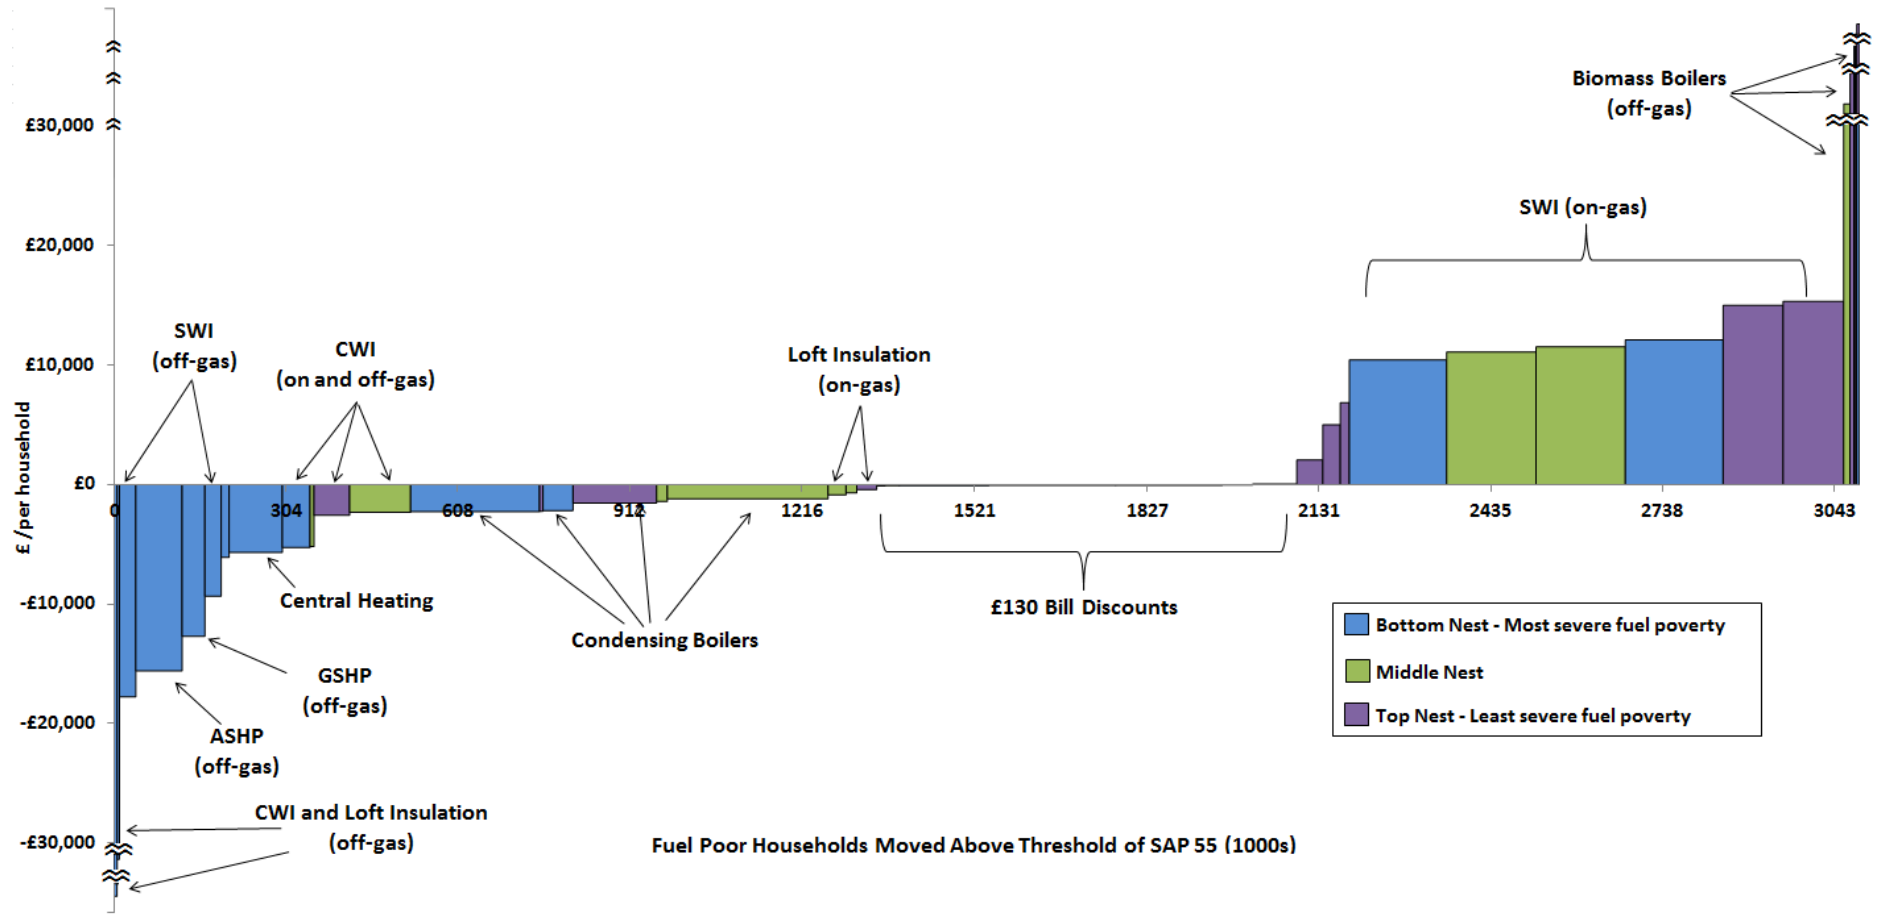 £30,000
£20,000
£10,000
£0
-£10,000
-£20,000
-£30,000
£ /per household
0
304
608
912
1216
1521
1827
2131
2435
2738
3043
SWI
(off-gas)
CWI
(on and off-gas)
Loft Insulation
(on-gas)
SWI (on-gas)
Biomass Boilers
(off-gas)
Central Heating
GSHP
(off-gas)
ASHP
(off-gas)
CWI and Loft Insulation
(off-gas)
Condensing Boilers
£130 Bill Discounts
Bottom Nest - Most severe fuel poverty
Middle Nest
Top Nest - Least severe fuel poverty
Fuel Poor Households Moved Above Threshold of SAP 55 (1000s)